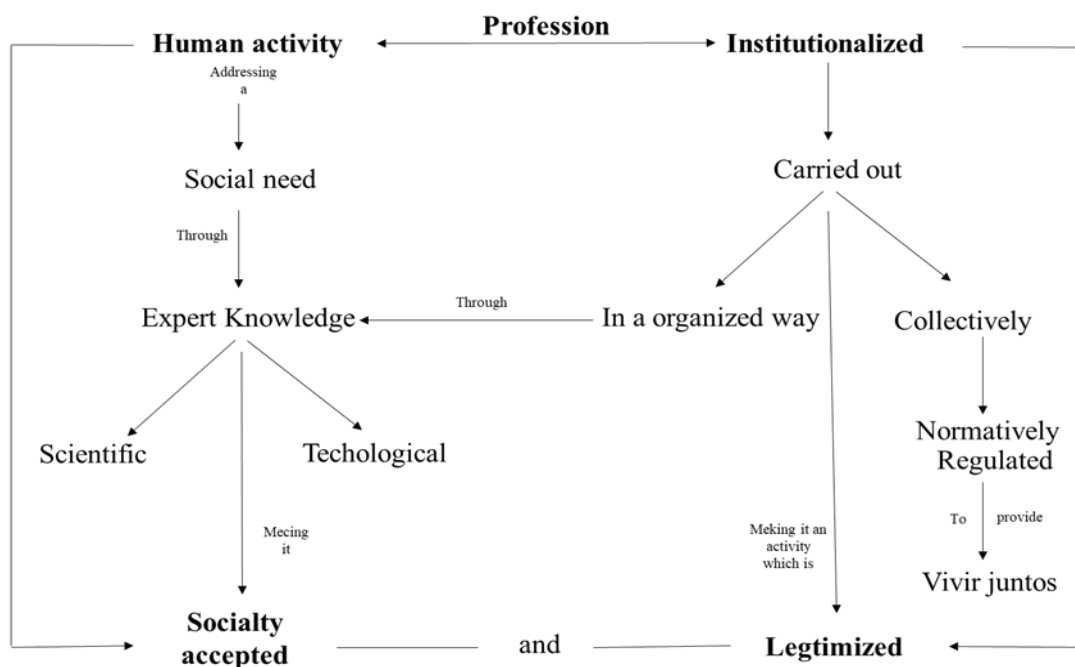 Profession
Human activity
Institutionalized
Addressing
a
Social need
Carried out
Through
Expert Knowledge
Through
In a organized way
Collectively
Scientific
Techological
Normatively
Regulated
Mecing
it
Meking it an
activity
which is
To provide
Vivir juntos
Socialty
accepted
and
Legtimized